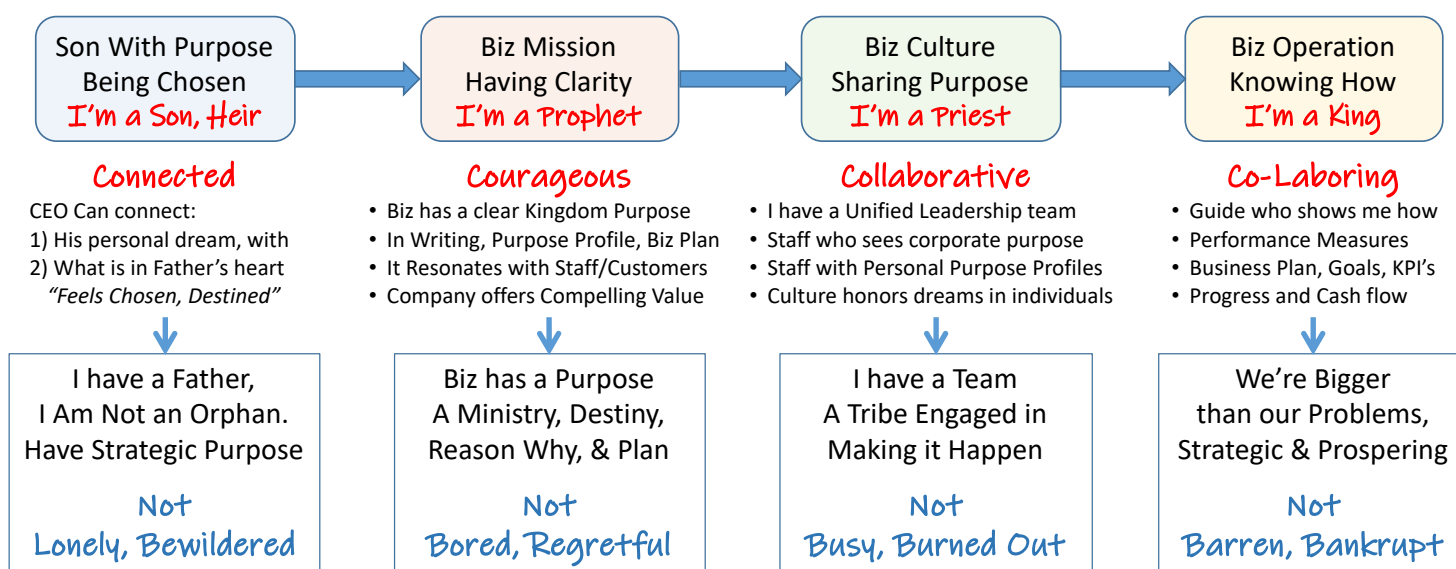 Son With Purpose
Being Chosen
I'm a Son, Heir
Biz Mission
Having Clarity
I'm a Prophet
Biz Culture
Sharing Purpose
I'm a Priest
Biz Operation
Knowing How
I'm a King
Connected
CEO Can connect:
1) His personal dream, with
2) What is in Father's heart
"Feels Chosen, Destined"
Courageous
• Biz has a clear Kingdom Purpose
• In Writing, Purpose Profile, Biz Plan
• It Resonates with Staff/Customers
• Company offers Compelling Value
Collaborative
• I have a Unified Leadership team
• Staff who sees corporate purpose
• Staff with Personal Purpose Profiles
• Culture honors dreams in individuals
Co-Laboring
• Guide who shows me how
• Performance Measures
• Business Plan, Goals, KPI's
• Progress and Cash flow
I have a Father,
I Am Not an Orphan.
Have Strategic Purpose
Not
Lonely, Bewildered
Biz has a Purpose
A Ministry, Destiny,
Reason Why, & Plan
Not
Bored, Regretful
I have a Team
A Tribe Engaged in
Making it Happen
Not
Busy, Burned Out
We're Bigger
than our Problems,
Strategic & Prospering
Not
Barren, Bankrupt